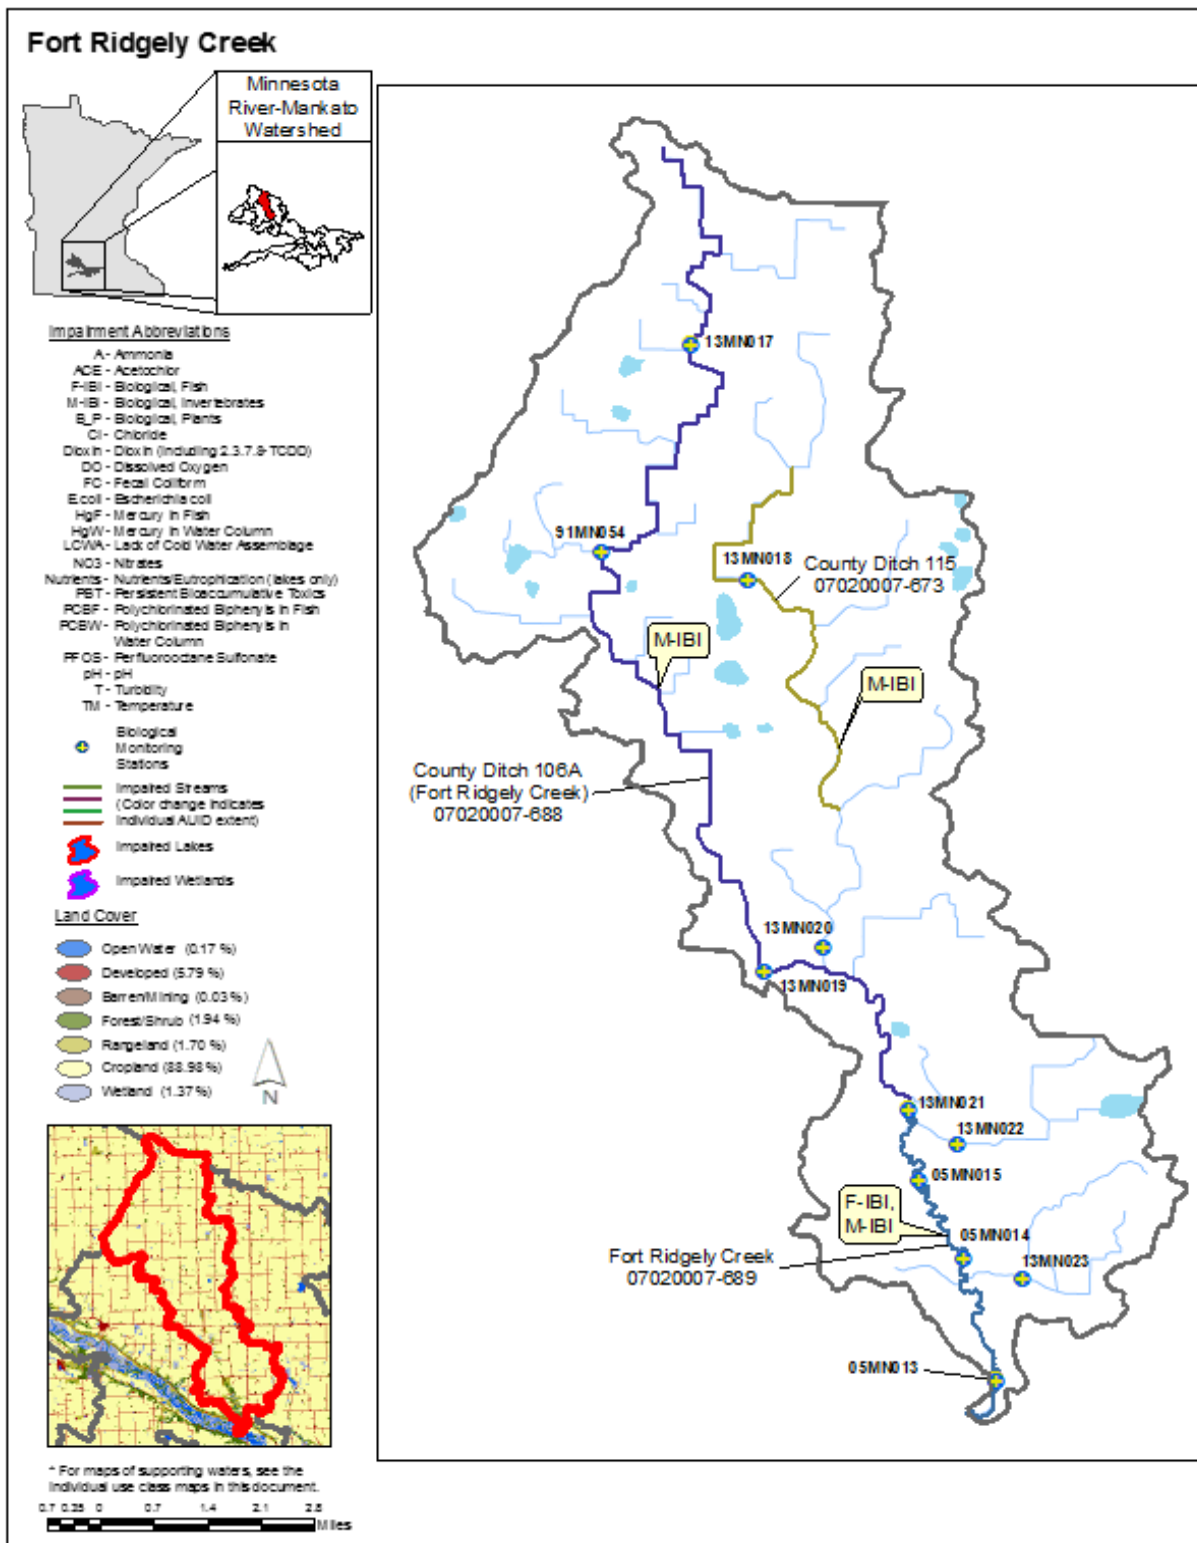 Fort Ridgely Creek
Minnesota
River-Mankato
Watershed
Impairment Abbreviations
A - Ammonia
ACE - Acetochlor
F-IBI - Biological, Fish
M-IBI - Biological, Invertebrates
B_P - Biological, Plants
Cl - Chloride
Dioxin - Dioxin (Including 2.3.7.8-TCDD)
DO - Dissolved Oxygen
FC - Fecal Coliform
E.coli - Escherichia coli
HgF - Mercury in Fish
HgW - Mercury in Water Column
LCWA - Lack of Cold Water Assemblage
NO3 - Nitrates
Nutrients - Nutrients/Eutrophication (lakes only)
PBT - Persistent Bioaccumulative Toxics
PCBF - Polychlorinated Biphenyls in Fish
PCBW - Polychlorinated Biphenyls in
Water Column
PFOS - Perfluorooctane Sulfonate
pH - pH
T - Turbidity
TM - Temperature
Biological
Monitoring
Stations
Impaired Streams
(Color change indicates
Individual AUID extent)
Impaired Lakes
Impaired Wetlands
Land Cover
Open Water (0.17 %)
Developed (5.79 %)
Barren/Mining (0.03 %)
Forest/Shrub (1.94 %)
Rangeland (1.70 %)
Cropland (88.98%)
Wetland (1.37 %)
N
* For maps of supporting waters, see the
Individual use class maps in this document.
0.7 0.35 0 0.7 1.4 2.1 2.8
Miles
13MN017
91MN054
13MN018
County Ditch 115
07020007-673
M-IBI
M-IBI
County Ditch 106A
(Fort Ridgely Creek)
07020007-688
13MN020
13MN019
13MN021
13MN022
05MN015
F-IBI,
M-IBI
05MN014
Fort Ridgely Creek
07020007-689
13MN023
05MN013